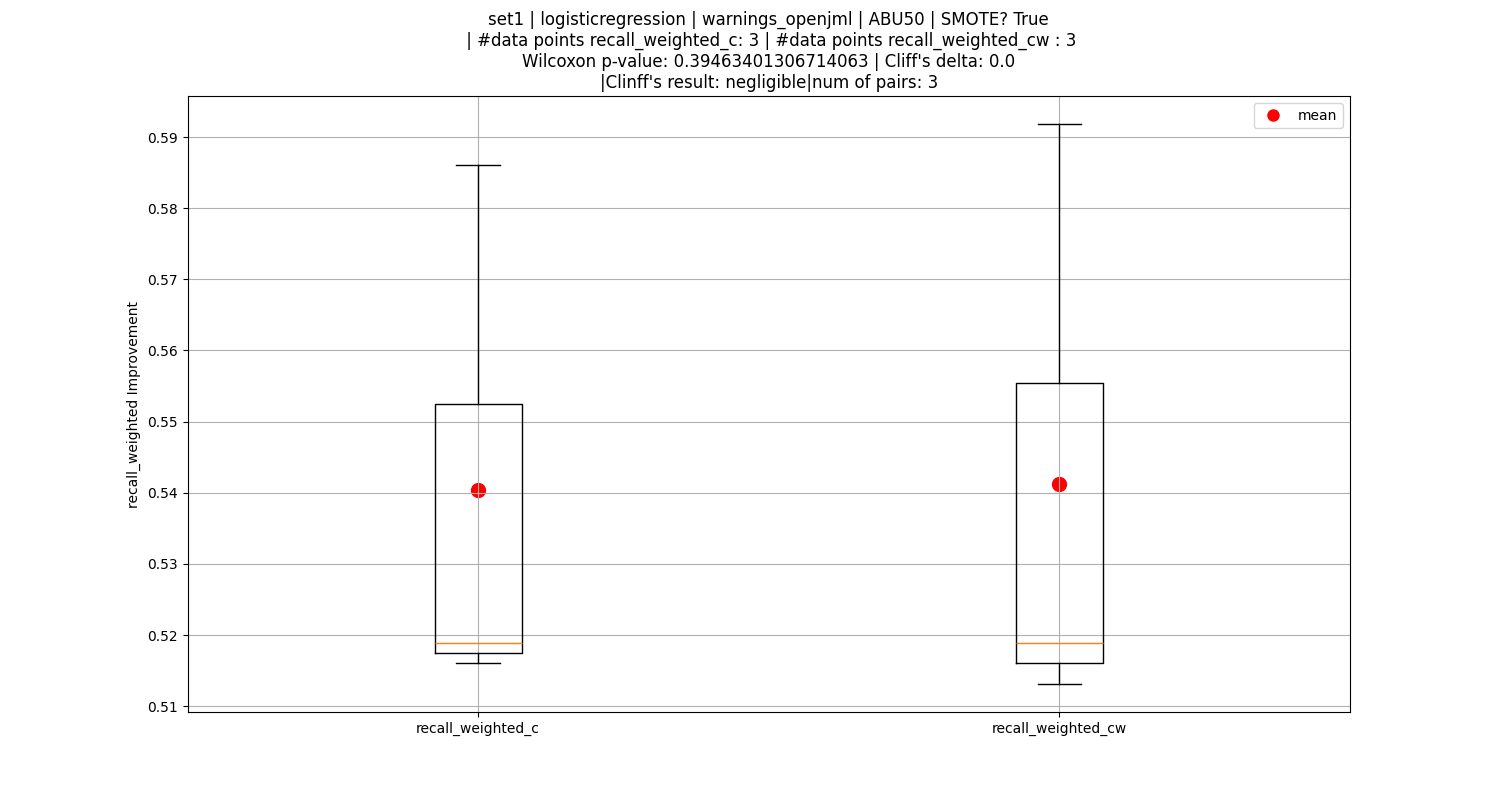 set1 | logisticregression | warnings_openjml | ABU50 | SMOTE? True
| #data points recall_weighted_c: 3 | #data points recall_weighted_cw : 3
Wilcoxon p-value: 0.39463401306714063 | Cliff's delta: 0.0
|Clinff's result: negligible|num of pairs: 3
mean
0.59
0.58
0.57
0.56
0.55
0.54
0.53
0.52
0.51
recall_weighted Improvement
recall_weighted_c
recall_weighted_cw